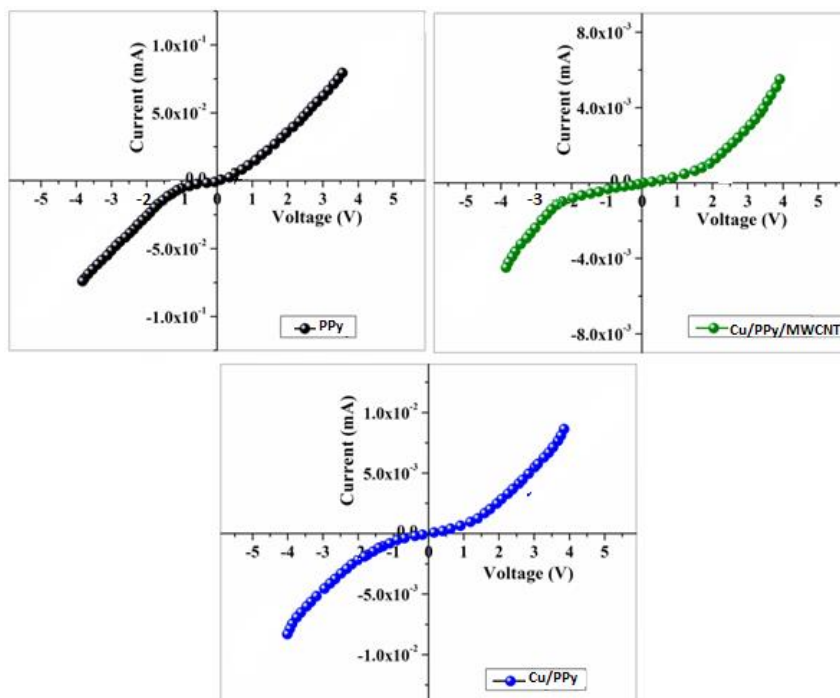 Current (mA)
1.0x10⁻¹
5.0x10⁻²
0.0
-5 -4 -3 -2 -1 0 1 2 3 4 5
Voltage (V)
-5.0x10⁻²
-1.0x10⁻¹
PPy
Current (mA)
8.0x10⁻³
4.0x10⁻³
0.0
-5 -4 -3 -2 -1 0 1 2 3 4 5
Voltage (V)
-4.0x10⁻³
-8.0x10⁻³
Cu/PPy/MWCNT
Current (mA)
1.0x10⁻²
5.0x10⁻³
0.0
-5 -4 -3 -2 -1 0 1 2 3 4 5
Voltage (V)
-5.0x10⁻³
-1.0x10⁻²
Cu/PPy